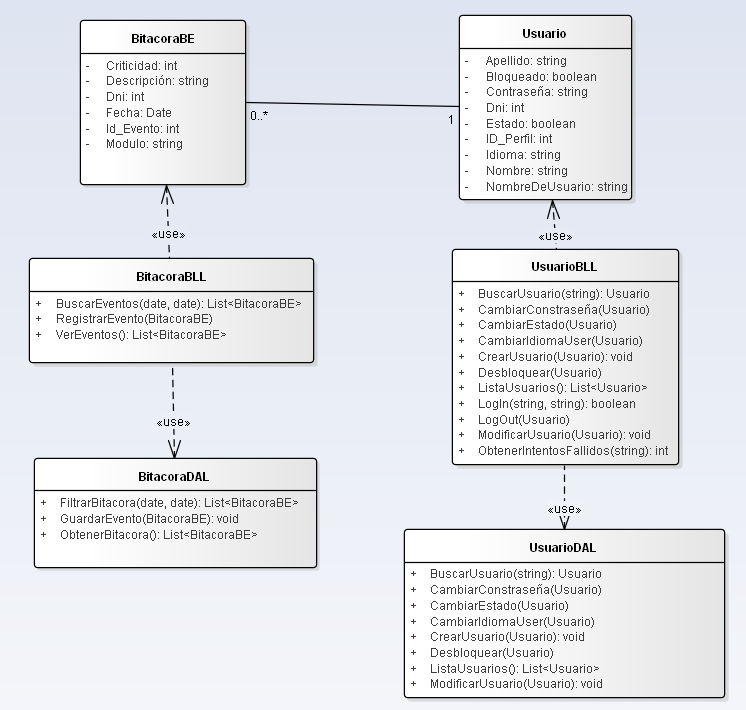 BitacoraBE
- Criticidad: int
- Descripción: string
- Dni: int
- Fecha: Date
- Id_Evento: int
- Modulo: string
Usuario
- Apellido: string
- Bloqueado: boolean
- Contraseña: string
- Dni: int
- Estado: boolean
- ID_Perfil: int
- Idioma: string
- Nombre: string
- NombreDeUsuario: string
0..*
1
«use»
«use»
BitacoraBLL
+ BuscarEventos(date, date): List<BitacoraBE>
+ RegistrarEvento(BitacoraBE)
+ VerEventos(): List<BitacoraBE>
UsuarioBLL
+ BuscarUsuario(string): Usuario
+ CambiarConstraseña(Usuario)
+ CambiarEstado(Usuario)
+ CambiarIdiomaUser(Usuario)
+ CrearUsuario(Usuario): void
+ Desbloquear(Usuario)
+ ListaUsuarios(): List<Usuario>
+ LogIn(string, string): boolean
+ LogOut(Usuario)
+ ModificarUsuario(Usuario): void
+ ObtenerIntentosFallidos(string): int
«use»
«use»
BitacoraDAL
+ FiltrarBitacora(date, date): List<BitacoraBE>
+ GuardarEvento(BitacoraBE): void
+ ObtenerBitacora(): List<BitacoraBE>
UsuarioDAL
+ BuscarUsuario(string): Usuario
+ CambiarConstraseña(Usuario)
+ CambiarEstado(Usuario)
+ CambiarIdiomaUser(Usuario)
+ CrearUsuario(Usuario): void
+ Desbloquear(Usuario)
+ ListaUsuarios(): List<Usuario>
+ ModificarUsuario(Usuario): void